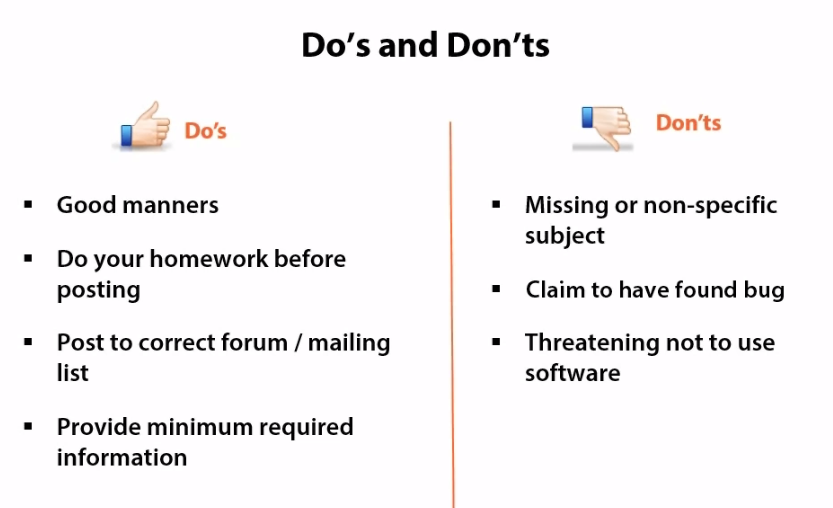 Do’s and Don’ts
Do’s
▪ Good manners
▪ Do your homework before
posting
▪ Post to correct forum / mailing
list
▪ Provide minimum required
information
Don’ts
▪ Missing or non-specific
subject
▪ Claim to have found bug
▪ Threatening not to use
software